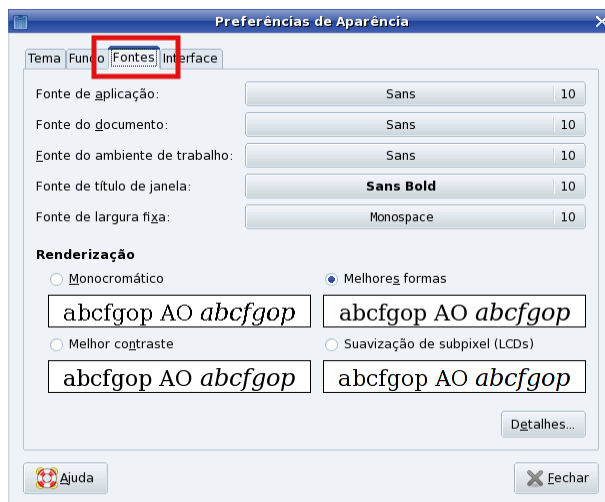 Preferências de Aparência
Tema Fundo Fontes Interface
Fonte de aplicação: Sans 10
Fonte do documento: Sans 10
Fonte do ambiente de trabalho: Sans 10
Fonte de título de janela: Sans Bold 10
Fonte de largura fixa: Monospace 10
Renderização
Monocromático Melhores formas
abcfgop AO abcfgop abcfgop AO abcfgop
Melhor contraste Suavização de subpixel (LCDs)
abcfgop AO abcfgop abcfgop AO abcfgop
Detalhes...
Ajuda Fechar